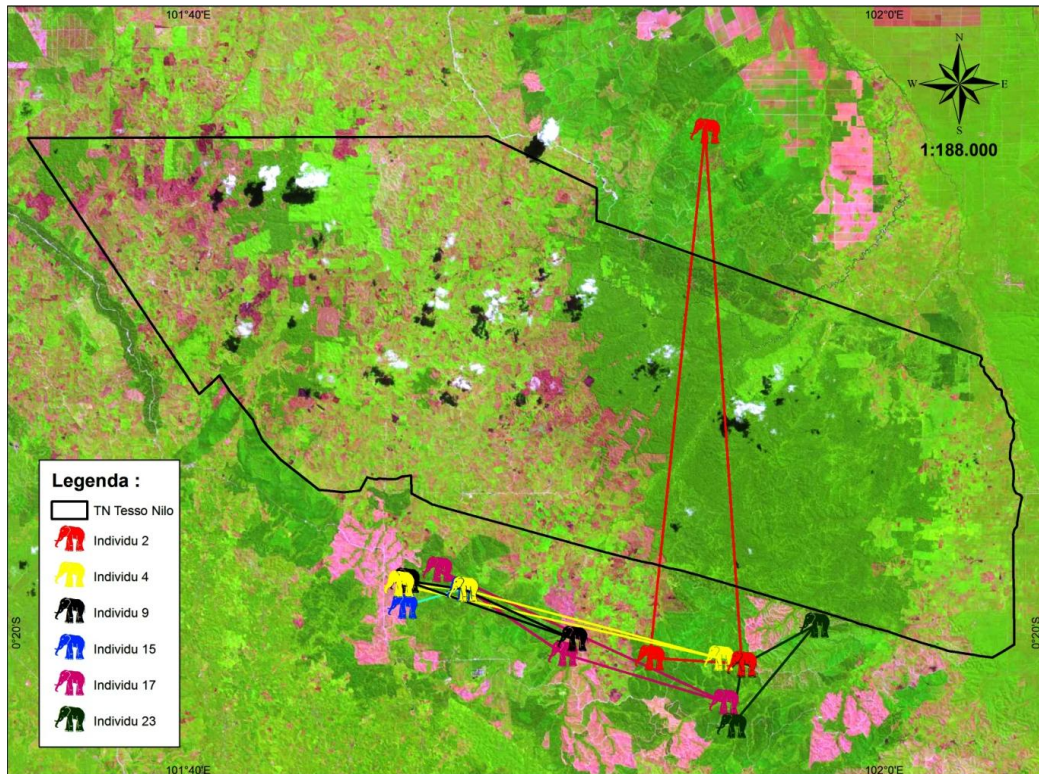 101°40'E
102°0'E
N
W
E
S
1:188.000
Legenda :
TN Tesso Nilo
Individu 2
Individu 4
Individu 9
Individu 15
Individu 17
Individu 23
0°20'S
0°20'S
101°40'E
102°0'E